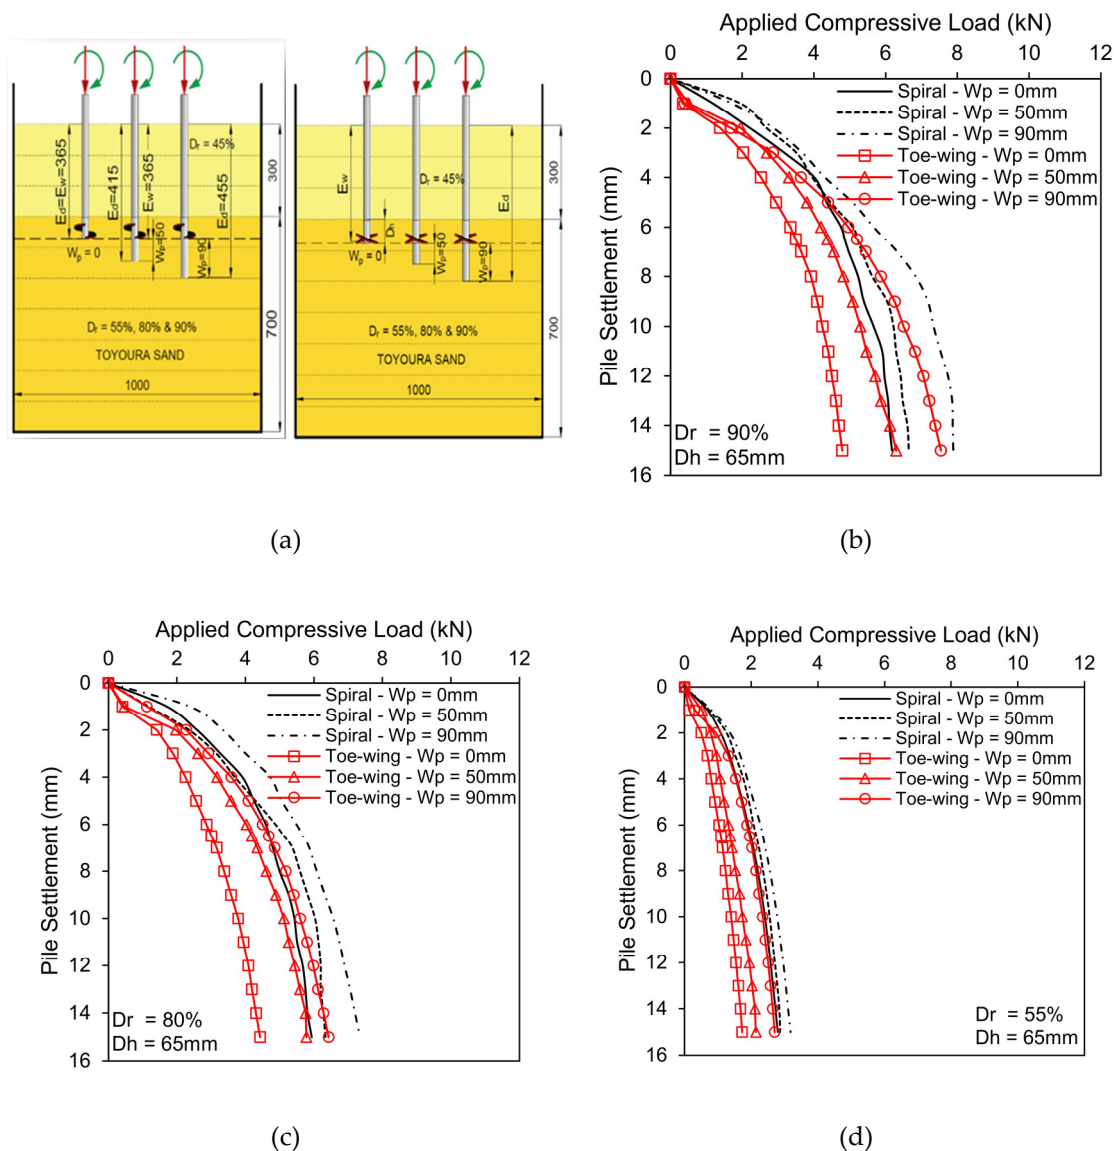 Dr = 45%
Ed=Ew=365
Ed=415
Ew=365
Ed=455
Wp=50
Wp=90
Wp = 0
300
700
Dr = 55%, 80% & 90%
TOYOURA SAND
1000
Dr = 45%
Ew
Ed
Dh
Wp=50
Wp=90
Wp = 0
300
700
Dr = 55%, 80% & 90%
TOYOURA SAND
1000
(a)
Applied Compressive Load (kN)
0 2 4 6 8 10 12
Pile Settlement (mm)
0
2
4
6
8
10
12
14
16
Spiral - Wp = 0mm
Spiral - Wp = 50mm
Spiral - Wp = 90mm
Toe-wing - Wp = 0mm
Toe-wing - Wp = 50mm
Toe-wing - Wp = 90mm
Dr = 90%
Dh = 65mm
(b)
Applied Compressive Load (kN)
0 2 4 6 8 10 12
Pile Settlement (mm)
0
2
4
6
8
10
12
14
16
Spiral - Wp = 0mm
Spiral - Wp = 50mm
Spiral - Wp = 90mm
Toe-wing - Wp = 0mm
Toe-wing - Wp = 50mm
Toe-wing - Wp = 90mm
Dr = 80%
Dh = 65mm
(c)
Applied Compressive Load (kN)
0 2 4 6 8 10 12
Pile Settlement (mm)
0
2
4
6
8
10
12
14
16
Spiral - Wp = 0mm
Spiral - Wp = 50mm
Spiral - Wp = 90mm
Toe-wing - Wp = 0mm
Toe-wing - Wp = 50mm
Toe-wing - Wp = 90mm
Dr = 55%
Dh = 65mm
(d)